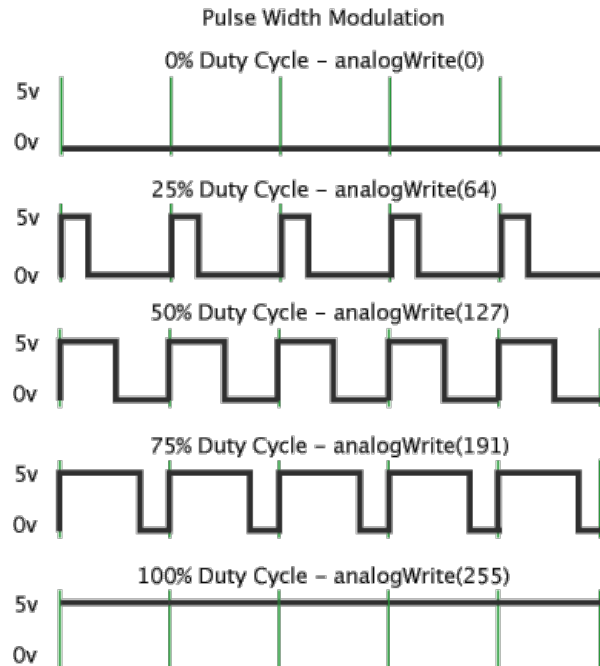 Pulse Width Modulation
0% Duty Cycle – analogWrite(0)
5v
0v
25% Duty Cycle – analogWrite(64)
5v
0v
50% Duty Cycle – analogWrite(127)
5v
0v
75% Duty Cycle – analogWrite(191)
5v
0v
100% Duty Cycle – analogWrite(255)
5v
0v